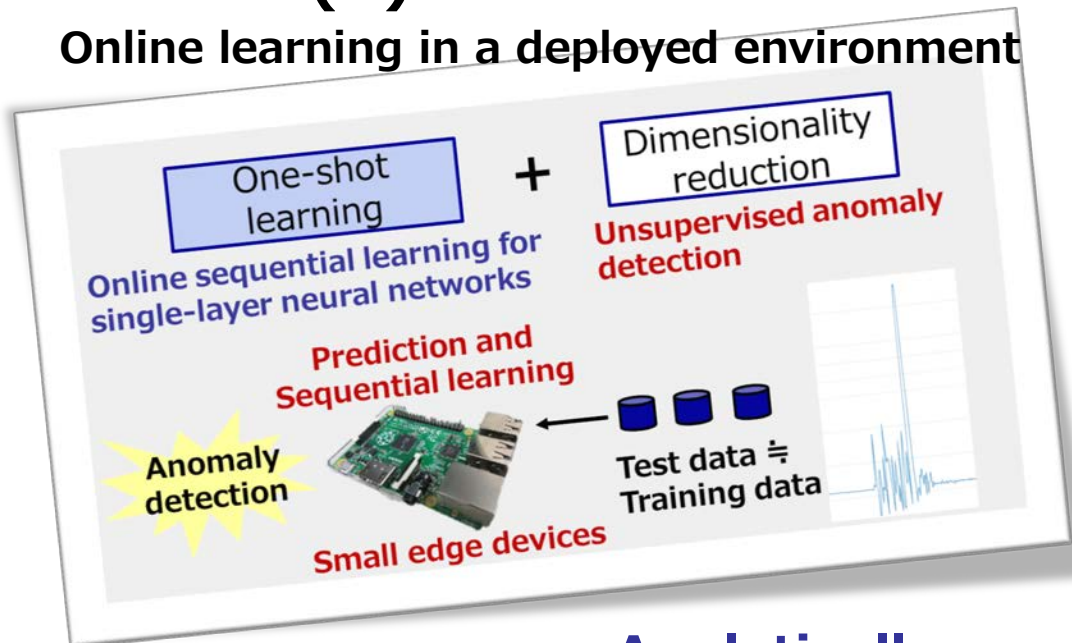 Online learning in a deployed environment
One-shot
learning
+
Dimensionality
reduction
Online sequential learning for
single-layer neural networks
Unsupervised anomaly
detection
Prediction and
Sequential learning
Anomaly
detection
Test data ≒
Training data
Small edge devices